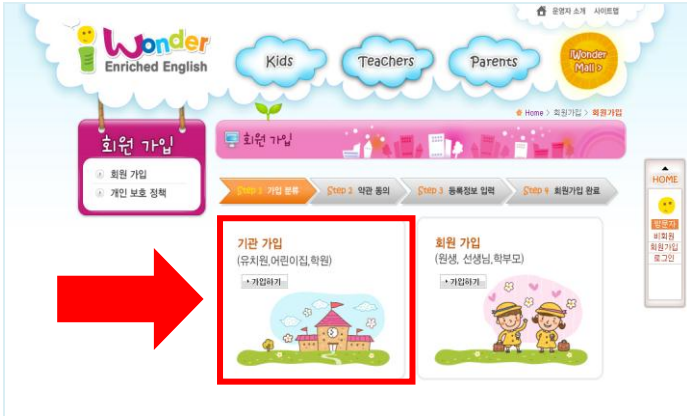 운영자 소개 사이트맵
iWonder
Enriched English
Kids
Teachers
Parents
iWonder
Mall >
Home > 회원가입 > 회원가입
회원 가입
회원 가입
개인 보호 정책
회원 가입
Step 1 가입 분류
Step 2 약관 동의
Step 3 등록정보 입력
Step 4 회원가입 완료
기관 가입
(유치원,어린이집,학원)
가입하기
회원 가입
(원생, 선생님,학부모)
가입하기
HOME
방문자
비회원
회원가입
로그인